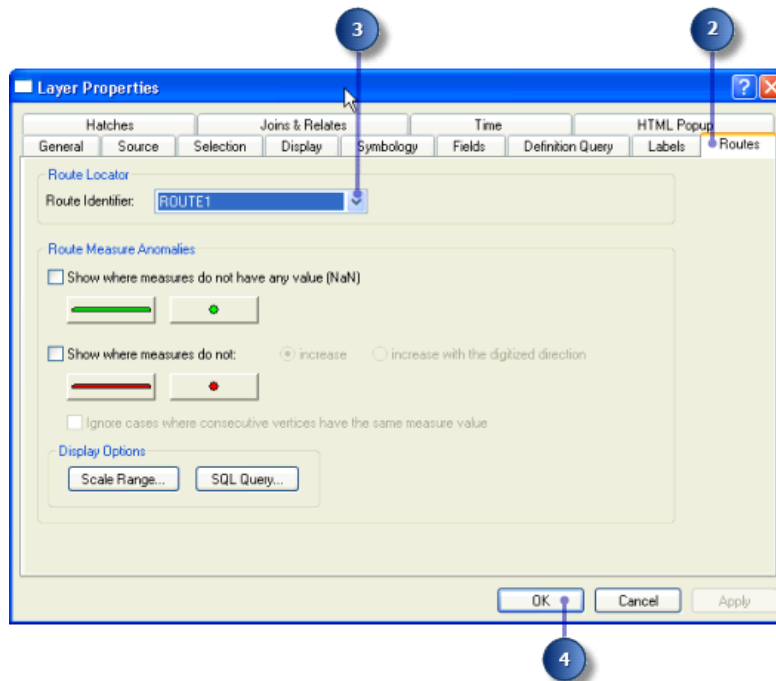 3
2
Layer Properties
Hatches
Joins & Relates
Time
HTML Popup
General
Source
Selection
Display
Symbology
Fields
Definition Query
Labels
Routes
Route Locator
Route Identifier:
ROUTE1
Route Measure Anomalies
Show where measures do not have any value (NaN)
Show where measures do not:
increase
increase with the digitized direction
Ignore cases where consecutive vertices have the same measure value
Display Options
Scale Range...
SQL Query...
OK
Cancel
Apply
4